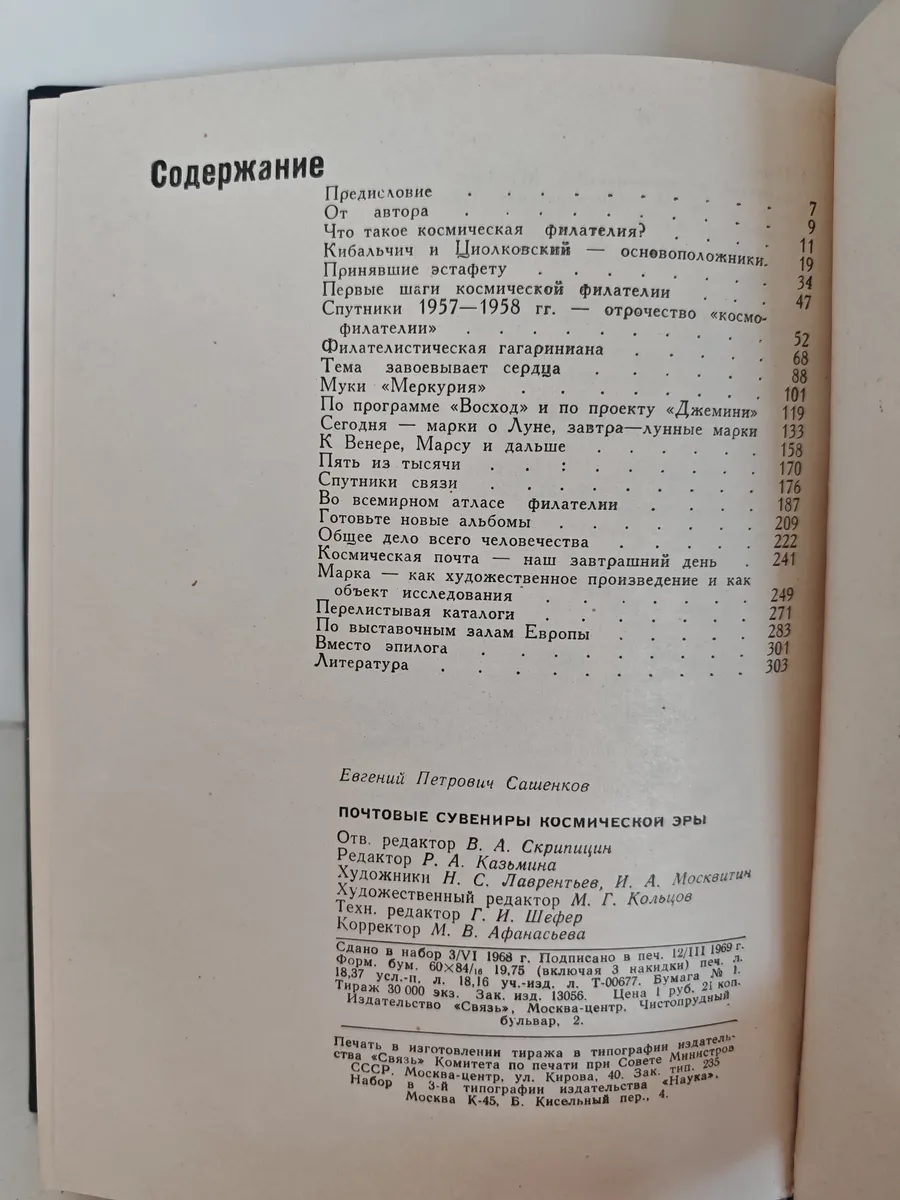 Содержание
Предисловие . . . . . . . . 7
От автора . . . . . . . . 9
Что такое космическая филателия? . . . . 11
Кибальчич и Циолковский — основоположники. 19
Принявшие эстафету . . . . . . . 34
Первые шаги космической филателии . . . 47
Спутники 1957—1958 гг. — отрочество «космо-
филателии» . . . . . . . . 52
Филателистическая гагариниана . . . . . 68
Тема завоевывает сердца . . . . . . 88
Муки «Меркурия» . . . . . . . . 101
По программе «Восход» и по проекту «Джемини» 119
Сегодня — марки о Луне, завтра—лунные марки 133
К Венере, Марсу и дальше . . . . . 158
Пять из тысячи . . : . . . . . 170
Спутники связи . . . . . . . . 176
Во всемирном атласе филателии . . . . 187
Готовьте новые альбомы . . . . . . 209
Общее дело всего человечества . . . . . 222
Космическая почта — наш завтрашний день . 241
Марка — как художественное произведение и как
объект исследования . . . . . . 249
Перелистывая каталоги . . . . . . . 271
По выставочным залам Европы . . . . . 283
Вместо эпилога . . . . . . . . 301
Литература . . . . . . . . . 303
Евгений Петрович Сашенков
ПОЧТОВЫЕ СУВЕНИРЫ КОСМИЧЕСКОЙ ЭРЫ
Отв. редактор В. А. Скрипицин
Редактор Р. А. Казьмина
Художники Н. С. Лаврентьев, И. А. Москвитин
Художественный редактор М. Г. Кольцов
Техн. редактор Г. И. Шефер
Корректор М. В. Афанасьева
Сдано в набор 3/VI 1968 г. Подписано в печ. 12/III 1969 г.
Форм. бум. 60×84/16 19,75 (включая 3 накидки) печ. л.
18,37 усл.-п. л. 18,16 уч.-изд. л. Т-00677. Бумага № 1.
Тираж 30 000 экз. Зак. изд. 13056. Цена 1 руб. 21 коп.
Издательство «Связь», Москва-центр, Чистопрудный
бульвар, 2.
Печать в изготовлении тиража в типографии издатель-
ства «Связь» Комитета по печати при Совете Министров
СССР. Москва-центр, ул. Кирова, 40. Зак. тип. 235
Набор в 3-й типографии издательства «Наука»,
Москва К-45, Б. Кисельный пер., 4.